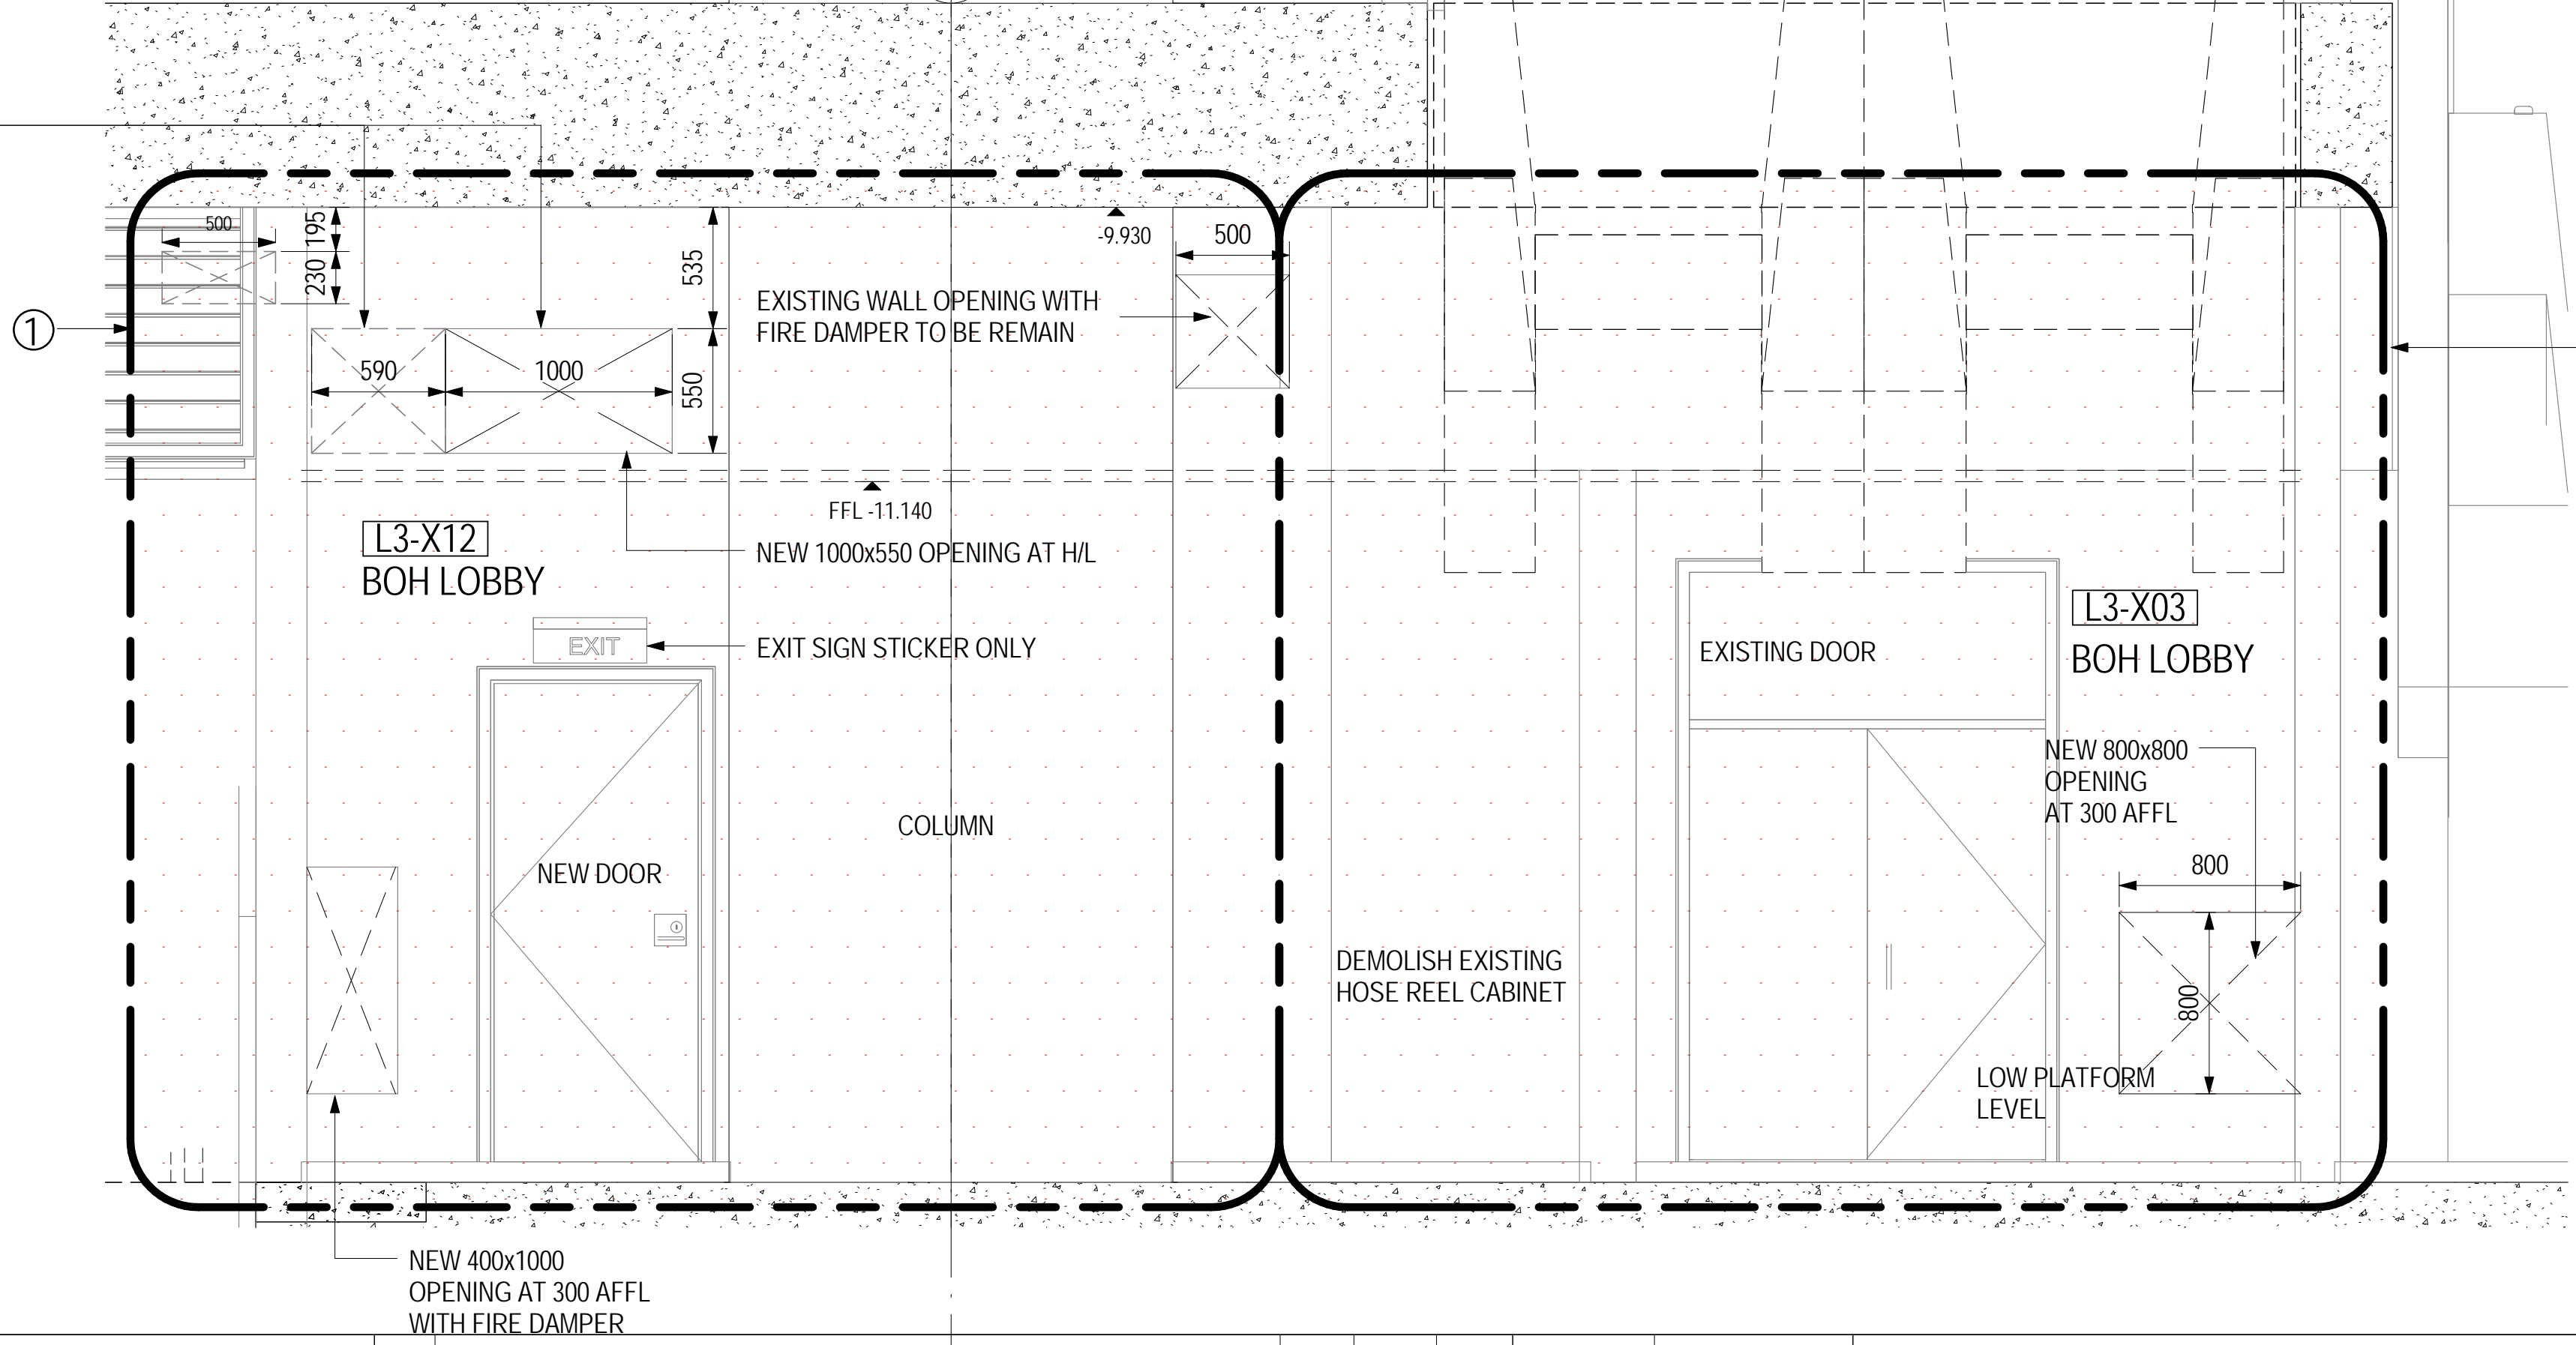 500
195
230
535
-9.930
500
EXISTING WALL OPENING WITH
FIRE DAMPER TO BE REMAIN
1
590
1000
550
FFL -11.140
L3-X12
BOH LOBBY
NEW 1000x550 OPENING AT H/L
EXIT
EXIT SIGN STICKER ONLY
L3-X03
BOH LOBBY
EXISTING DOOR
NEW 800x800
OPENING
AT 300 AFFL
COLUMN
NEW DOOR
800
DEMOLISH EXISTING
HOSE REEL CABINET
800
LOW PLATFORM
LEVEL
NEW 400x1000
OPENING AT 300 AFFL
WITH FIRE DAMPER